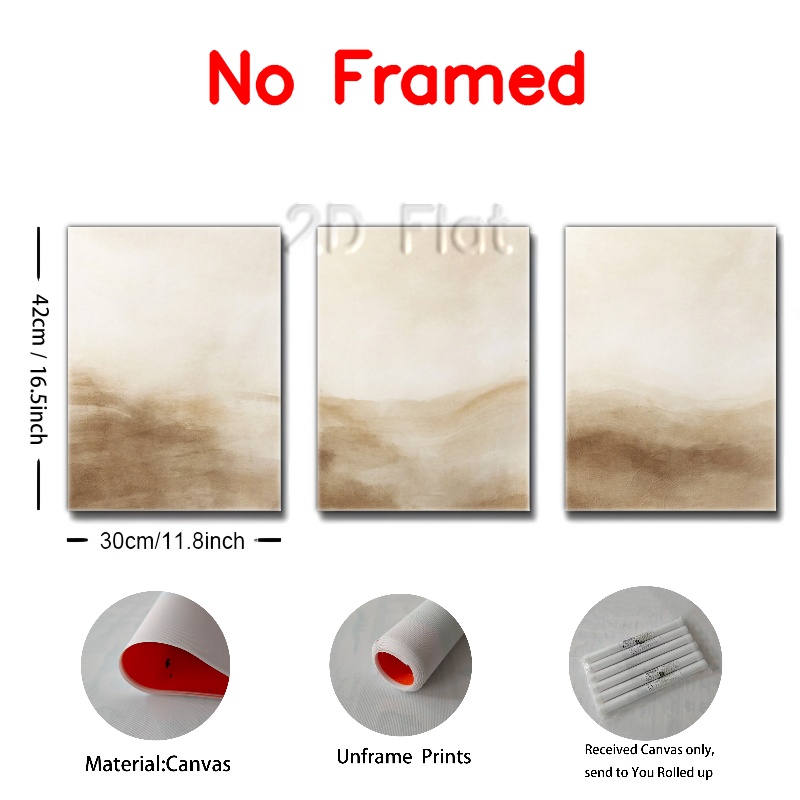 No Framed
2D Flat
42cm / 16.5inch
30cm/11.8inch
Material:Canvas
Unframe Prints
Received Canvas only,
send to You Rolled up